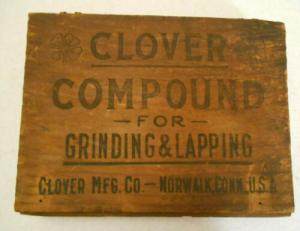 CLOVER
COMPOUND
-FOR-
GRINDING & LAPPING
CLOVER MFG. CO.-NORWALK, CONN., U.S.A.